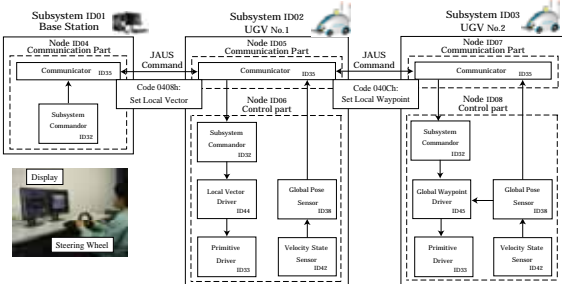 Subsystem ID01
Base Station
Node ID04
Communication Part
Communicator
ID35
Subsystem
Commandor
ID32
Display
Steering Wheel
JAUS
Command
Code 0408h:
Set Local Vector
Subsystem ID02
UGV No.1
Node ID05
Communication Part
Communicator
ID35
Node ID06
Control part
Subsystem
Commandor
ID32
Local Vector
Driver
ID44
Global Pose
Sensor
ID38
Primitive
Driver
ID33
Velocity State
Sensor
ID42
JAUS
Command
Code 040Ch:
Set Local Waypoint
Subsystem ID03
UGV No.2
Node ID07
Communication Part
Communicator
ID35
Node ID08
Control part
Subsystem
Commandor
ID32
Global Waypoint
Driver
ID45
Global Pose
Sensor
ID38
Primitive
Driver
ID33
Velocity State
Sensor
ID42